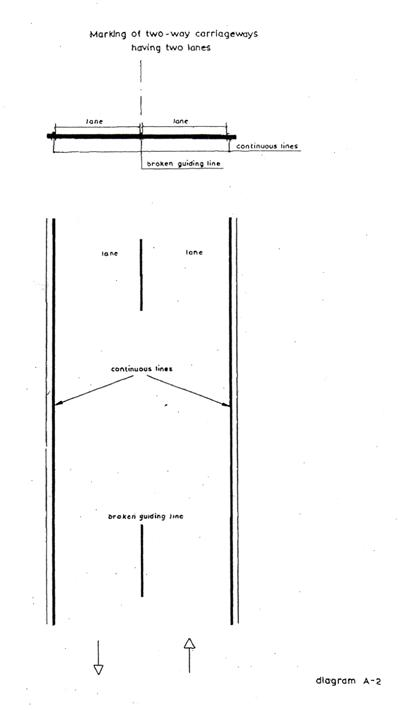 Marking of two-way carriageways
having two lanes
lane lane
continuous lines
broken guiding line
lane lane
continuous lines
broken guiding line
diagram A-2